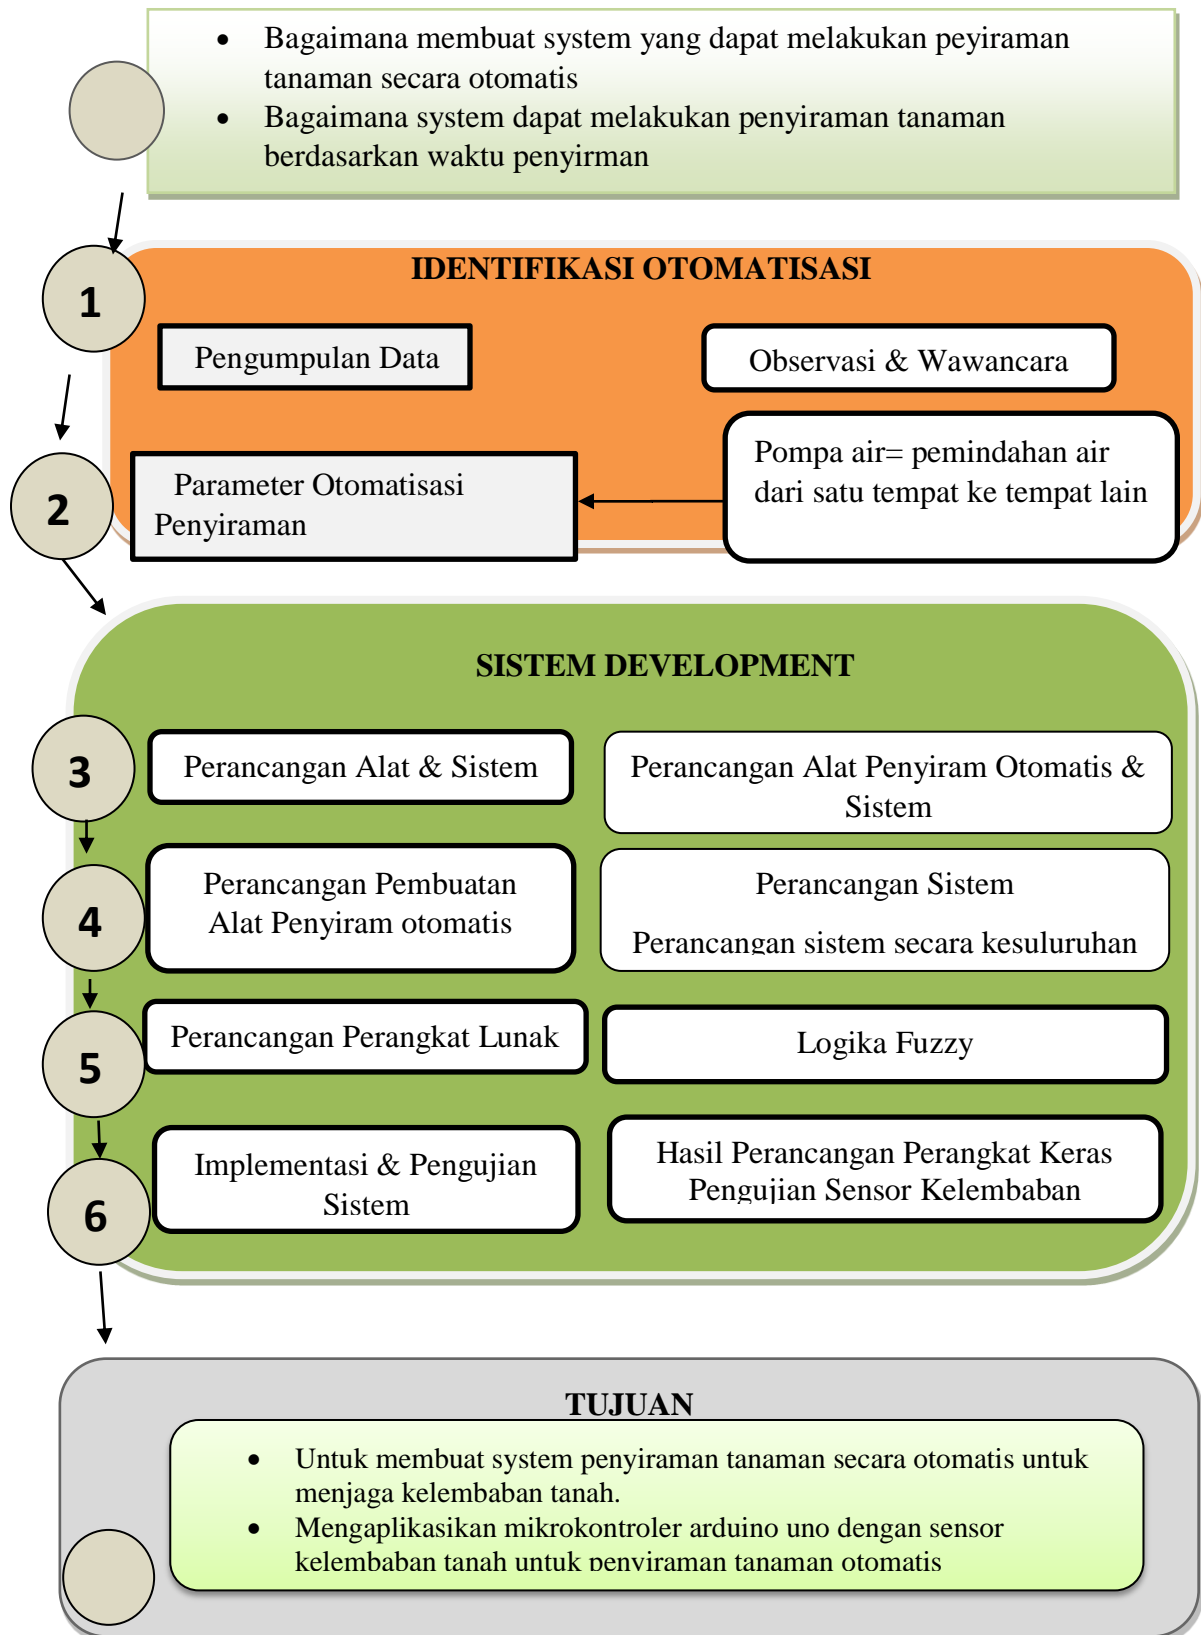 • Bagaimana membuat system yang dapat melakukan peyiraman
tanaman secara otomatis
• Bagaimana system dapat melakukan penyiraman tanaman
berdasarkan waktu penyirman
1
IDENTIFIKASI OTOMATISASI
Pengumpulan Data
Observasi & Wawancara
2
Parameter Otomatisasi
Penyiraman
Pompa air= pemindahan air
dari satu tempat ke tempat lain
SISTEM DEVELOPMENT
3
Perancangan Alat & Sistem
Perancangan Alat Penyiram Otomatis &
Sistem
4
Perancangan Pembuatan
Alat Penyiram otomatis
Perancangan Sistem
Perancangan sistem secara kesuluruhan
5
Perancangan Perangkat Lunak
Logika Fuzzy
6
Implementasi & Pengujian
Sistem
Hasil Perancangan Perangkat Keras
Pengujian Sensor Kelembaban
TUJUAN
• Untuk membuat system penyiraman tanaman secara otomatis untuk
menjaga kelembaban tanah.
• Mengaplikasikan mikrokontroler arduino uno dengan sensor
kelembaban tanah untuk penyiraman tanaman otomatis